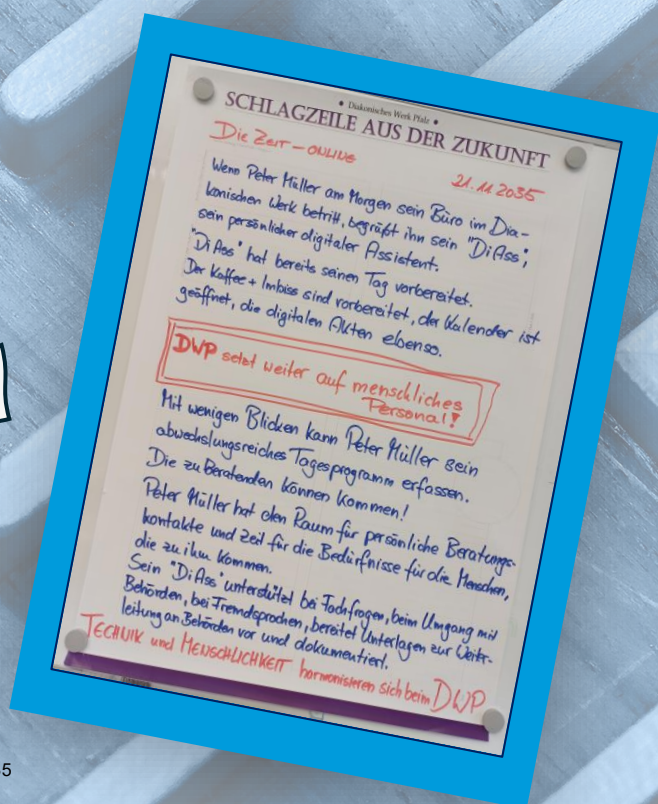 • Diakonisches Werk Pfalz •
SCHLAGZEILE AUS DER ZUKUNFT
DIE ZEIT – ONLINE
21.11.2035
Wenn Peter Müller am Morgen sein Büro im Dia-
konischen Werk betritt, begrüßt ihn sein "DiAss",
sein persönlicher digitaler Assistent.
"DiAss" hat bereits seinen Tag vorbereitet.
Der Kaffee + Imbiss sind vorbereitet, der Kalender ist
geöffnet, die digitalen Akten ebenso.
DWP setzt weiter auf menschliches
Personal!
Mit wenigen Blicken kann Peter Müller sein
abwechslungsreiches Tagesprogramm erfassen.
Die zu Beratenden können kommen!
Peter Müller hat den Raum für persönliche Beratungs-
kontakte und Zeit für die Bedürfnisse für die Menschen,
die zu ihm kommen.
Sein "DiAss" unterstützt bei Fachfragen, beim Umgang mit
Behörden, bei Fremdsprachen, bereitet Unterlagen zur Weiter-
leitung an Behörden vor und dokumentiert.
TECHNIK und MENSCHLICHKEIT harmonisieren sich beim DWP
5